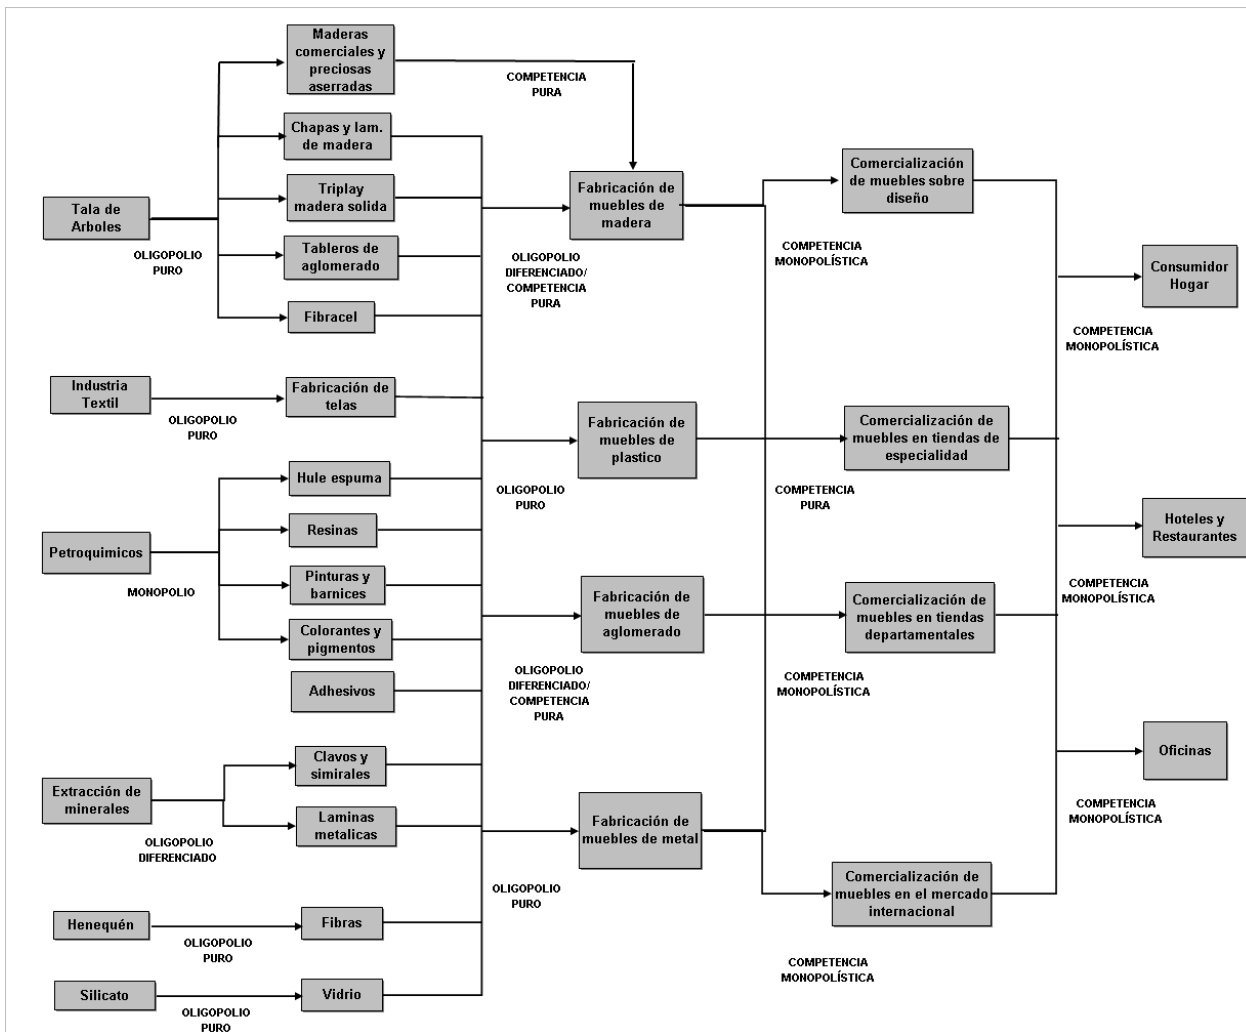 Maderas
comerciales y
preciosas
aserradas
COMPETENCIA
PURA
Chapas y lam.
de madera
Triplay
madera solida
Tala de
Arboles
OLIGOPOLIO
PURO
Tableros de
aglomerado
Fibracel
Fabricación de
muebles de
madera
OLIGOPOLIO
DIFERENCIADO/
COMPETENCIA
PURA
Comercialización
de muebles sobre
diseño
COMPETENCIA
MONOPOLÍSTICA
Consumidor
Hogar
COMPETENCIA
MONOPOLÍSTICA
Industria
Textil
OLIGOPOLIO
PURO
Fabricación de
telas
Fabricación de
muebles de
plastico
OLIGOPOLIO
PURO
Comercialización de
muebles en tiendas de
especialidad
COMPETENCIA
PURA
Hule espuma
Resinas
Petroquimicos
MONOPOLIO
Pinturas y
barnices
Colorantes y
pigmentos
Adhesivos
Hoteles y
Restaurantes
COMPETENCIA
MONOPOLÍSTICA
Fabricación de
muebles de
aglomerado
OLIGOPOLIO
DIFERENCIADO/
COMPETENCIA
PURA
Comercialización de
muebles en tiendas
departamentales
COMPETENCIA
MONOPOLÍSTICA
Clavos y
simirales
Extracción de
minerales
OLIGOPOLIO
DIFERENCIADO
Laminas
metalicas
Fabricación de
muebles de metal
OLIGOPOLIO
PURO
Oficinas
COMPETENCIA
MONOPOLÍSTICA
Comercialización de
muebles en el mercado
internacional
COMPETENCIA
MONOPOLÍSTICA
Henequén
OLIGOPOLIO
PURO
Fibras
Silicato
OLIGOPOLIO
PURO
Vidrio